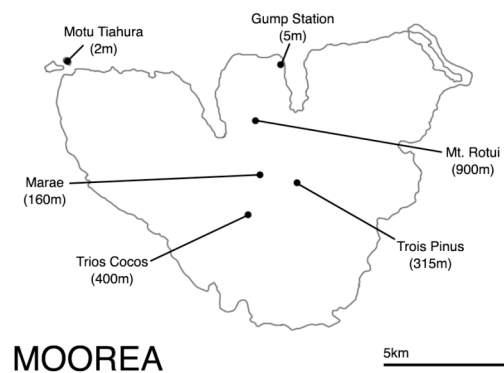 Gump Station
(5m)
Motu Tiahura
(2m)
Mt. Rotui
(900m)
Marae
(160m)
Trois Pinus
(315m)
Trios Cocos
(400m)
5km
MOOREA